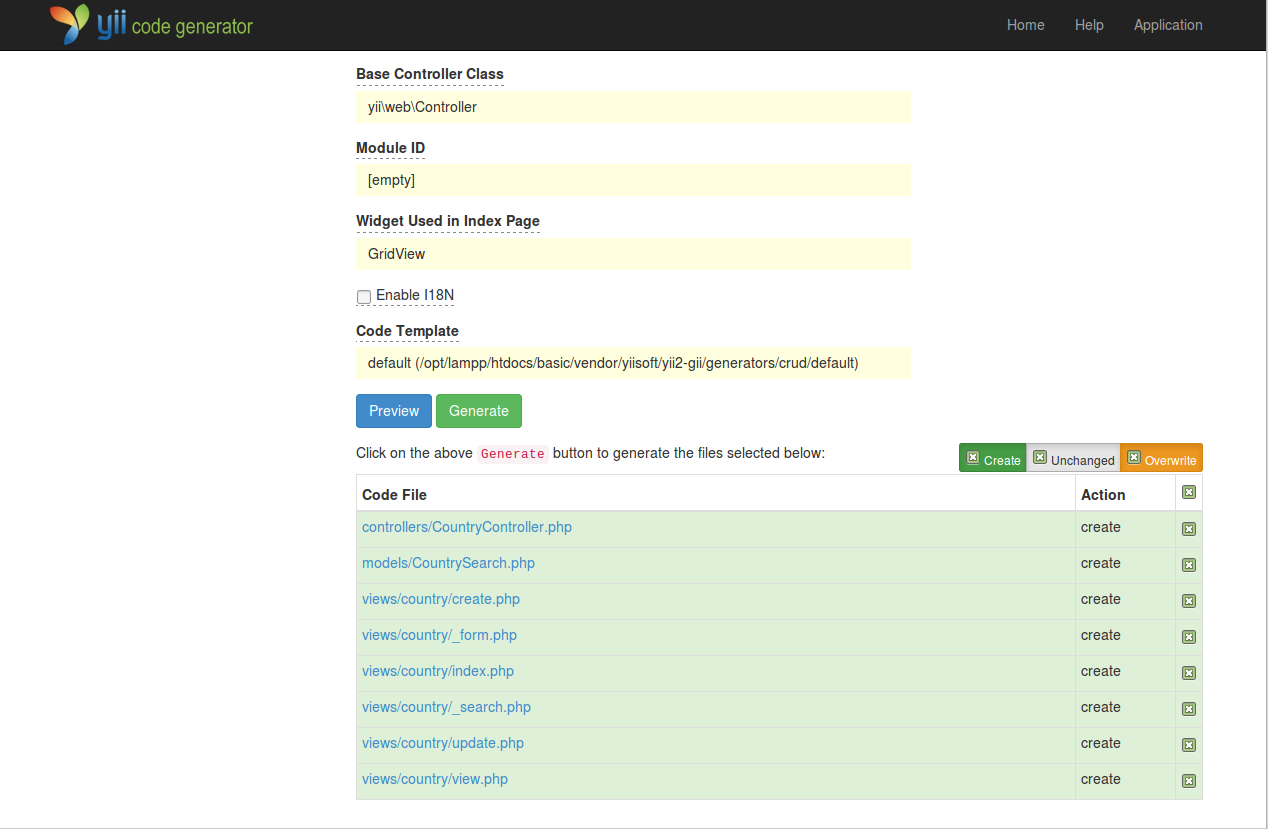 yii code generator Home Help Application
Base Controller Class
yii\web\Controller
Module ID
[empty]
Widget Used in Index Page
GridView
Enable I18N
Code Template
default (/opt/lampp/htdocs/basic/vendor/yiisoft/yii2-gii/generators/crud/default)
Preview Generate
Click on the above Generate button to generate the files selected below: Create Unchanged Overwrite
Code File Action
controllers/CountryController.php create
models/CountrySearch.php create
views/country/create.php create
views/country/_form.php create
views/country/index.php create
views/country/_search.php create
views/country/update.php create
views/country/view.php create